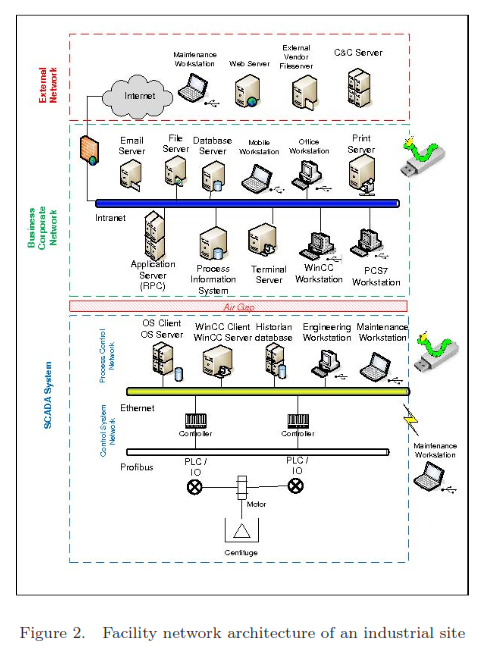 External
Network
Maintenance
Workstation
Web Server
External
Vendor
Fileserver
C&C Server
Internet
Business
Corporate
Network
Email
Server
File
Server
Database
Server
Mobile
Workstation
Office
Workstation
Print
Server
Intranet
Application
Server
(RPC)
Process
Information
System
Terminal
Server
WinCC
Workstation
PCS7
Workstation
Air Gap
SCADA System
Process Control
Network
OS Client
OS Server
WinCC Client
WinCC Server
Historian
database
Engineering
Workstation
Maintenance
Workstation
Ethernet
Control System
Network
Controller
Controller
Maintenance
Workstation
Profibus
PLC /
IO
PLC /
IO
Motor
Centifuge
Figure 2. Facility network architecture of an industrial site